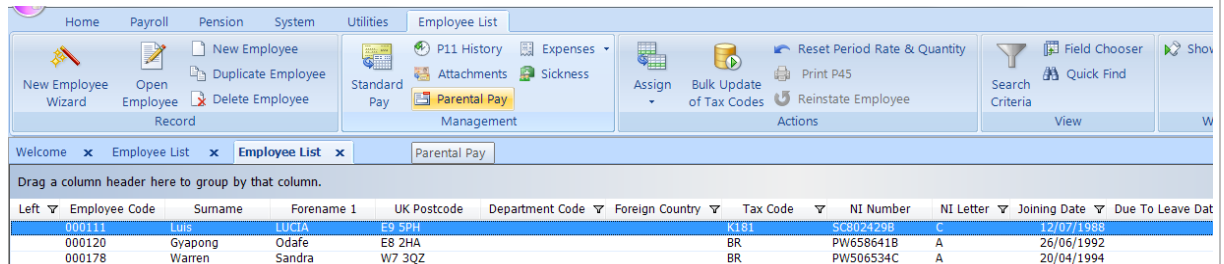 Home Payroll Pension System Utilities Employee List
New Employee Wizard
Open Employee
New Employee
Duplicate Employee
Delete Employee
Record
Standard Pay
P11 History
Attachments
Parental Pay
Expenses
Sickness
Management
Assign
Bulk Update of Tax Codes
Reset Period Rate & Quantity
Print P45
Reinstate Employee
Actions
Search Criteria
Field Chooser
Quick Find
View
Show
W
Welcome x Employee List x Employee List x Parental Pay
Drag a column header here to group by that column.
Left Employee Code Surname Forename 1 UK Postcode Department Code Foreign Country Tax Code NI Number NI Letter Joining Date Due To Leave Dat
000111 Luis LUCIA E9 5PH K181 SC802429B C 12/07/1988
000120 Gyapong Odafe E8 2HA BR PW658641B A 26/06/1992
000178 Warren Sandra W7 3QZ BR PW506534C A 20/04/1994